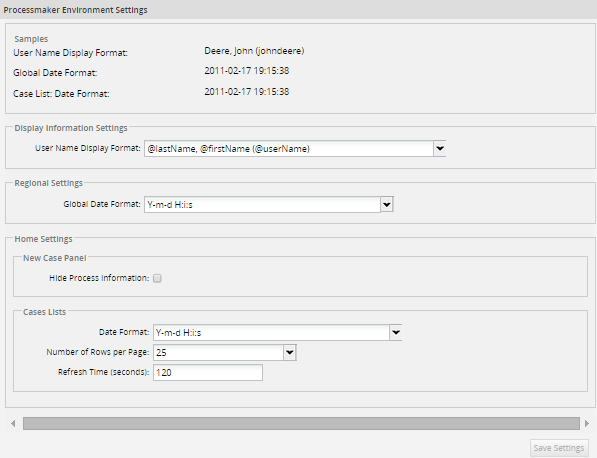 Processmaker Environment Settings
Samples
User Name Display Format: Deere, John (johndeere)
Global Date Format: 2011-02-17 19:15:38
Case List: Date Format: 2011-02-17 19:15:38
Display Information Settings
User Name Display Format: @lastName, @firstName (@userName)
Regional Settings
Global Date Format: Y-m-d H:i:s
Home Settings
New Case Panel
Hide Process Information:
Cases Lists
Date Format: Y-m-d H:i:s
Number of Rows per Page: 25
Refresh Time (seconds): 120
Save Settings